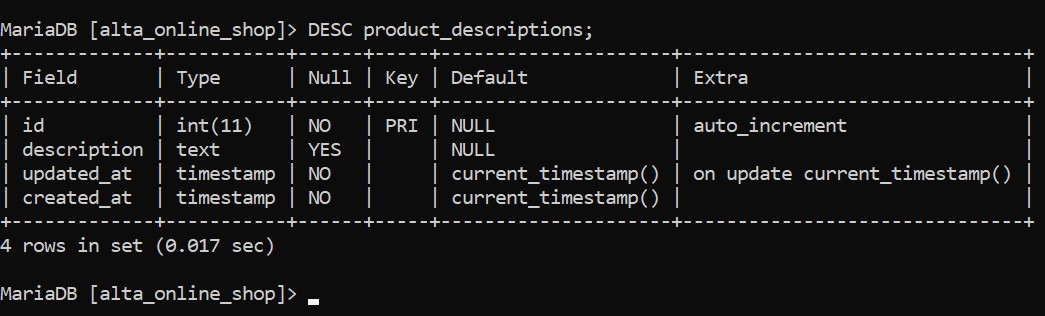 MariaDB [alta_online_shop]> DESC product_descriptions;
+-------------+-----------+------+-----+---------------------+-------------------------------+
| Field       | Type      | Null | Key | Default             | Extra                         |
+-------------+-----------+------+-----+---------------------+-------------------------------+
| id          | int(11)   | NO   | PRI | NULL                | auto_increment                |
| description | text      | YES  |     | NULL                |                               |
| updated_at  | timestamp | NO   |     | current_timestamp() | on update current_timestamp() |
| created_at  | timestamp | NO   |     | current_timestamp() |                               |
+-------------+-----------+------+-----+---------------------+-------------------------------+
4 rows in set (0.017 sec)
MariaDB [alta_online_shop]> _